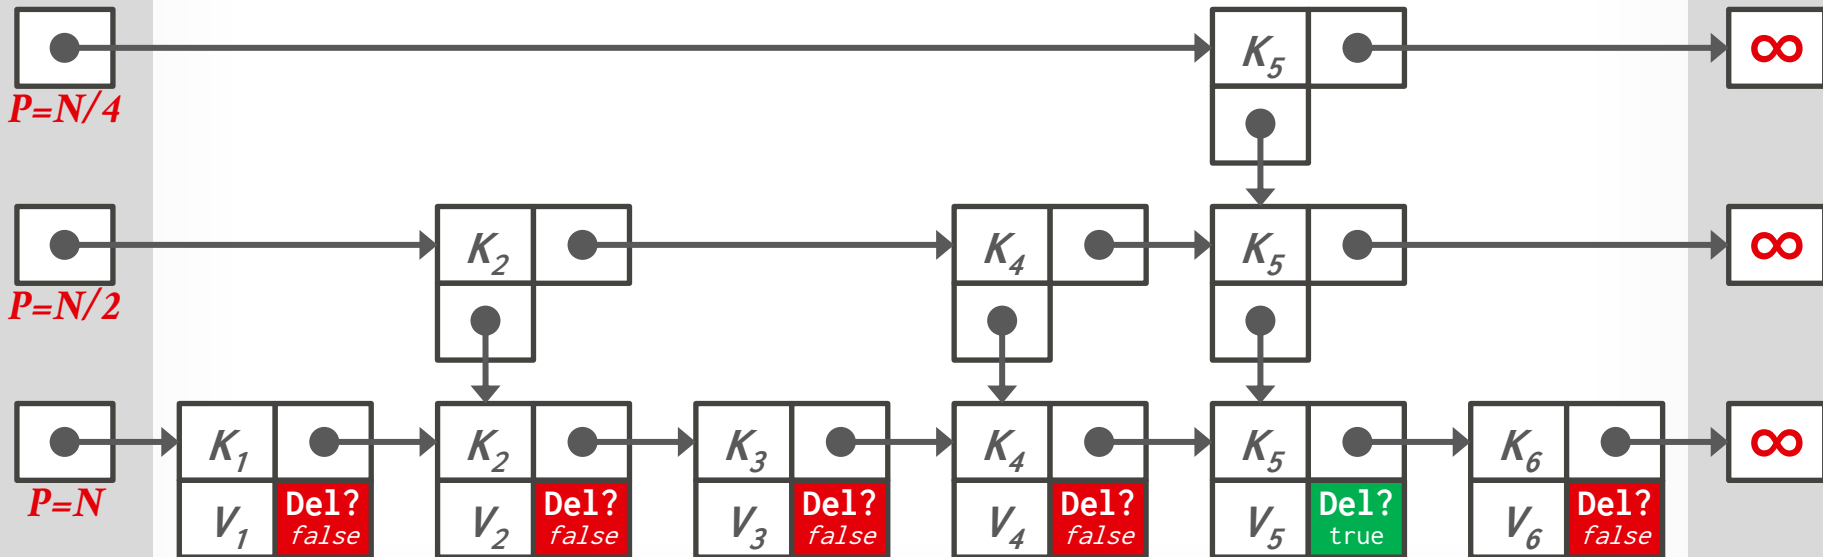 K5 ∞
P=N/4
K2 K4 K5 ∞
P=N/2
K1 K2 K3 K4 K5 K6 ∞
P=N
V1 Del? false V2 Del? false V3 Del? false V4 Del? false V5 Del? true V6 Del? false